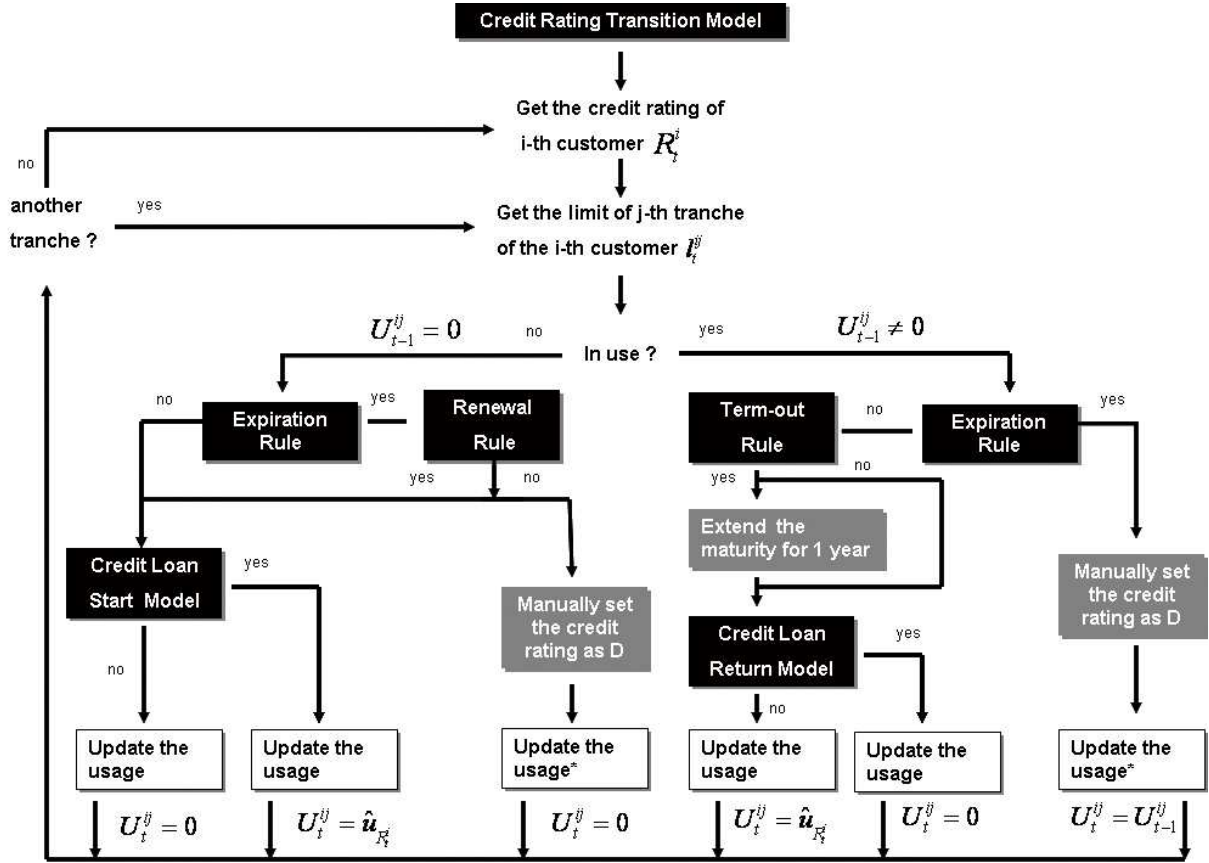 Credit Rating Transition Model
Get the credit rating of
i-th customer R_t^i
no
another
tranche ?
yes
Get the limit of j-th tranche
of the i-th customer l_t^{ij}
U_{t-1}^{ij} = 0
no
In use ?
yes
U_{t-1}^{ij} ≠ 0
no
Expiration
Rule
yes
Renewal
Rule
Term-out
Rule
no
Expiration
Rule
yes
yes
no
yes
no
Extend the
maturity for 1 year
Credit Loan
Start Model
yes
no
Manually set
the credit
rating as D
Manually set
the credit
rating as D
Credit Loan
Return Model
yes
no
Update the
usage
Update the
usage
Update the
usage*
Update the
usage
Update the
usage
Update the
usage*
U_t^{ij} = 0
U_t^{ij} = û_{R_t^i}
U_t^{ij} = 0
U_t^{ij} = û_{R_t^i}
U_t^{ij} = 0
U_t^{ij} = U_{t-1}^{ij}